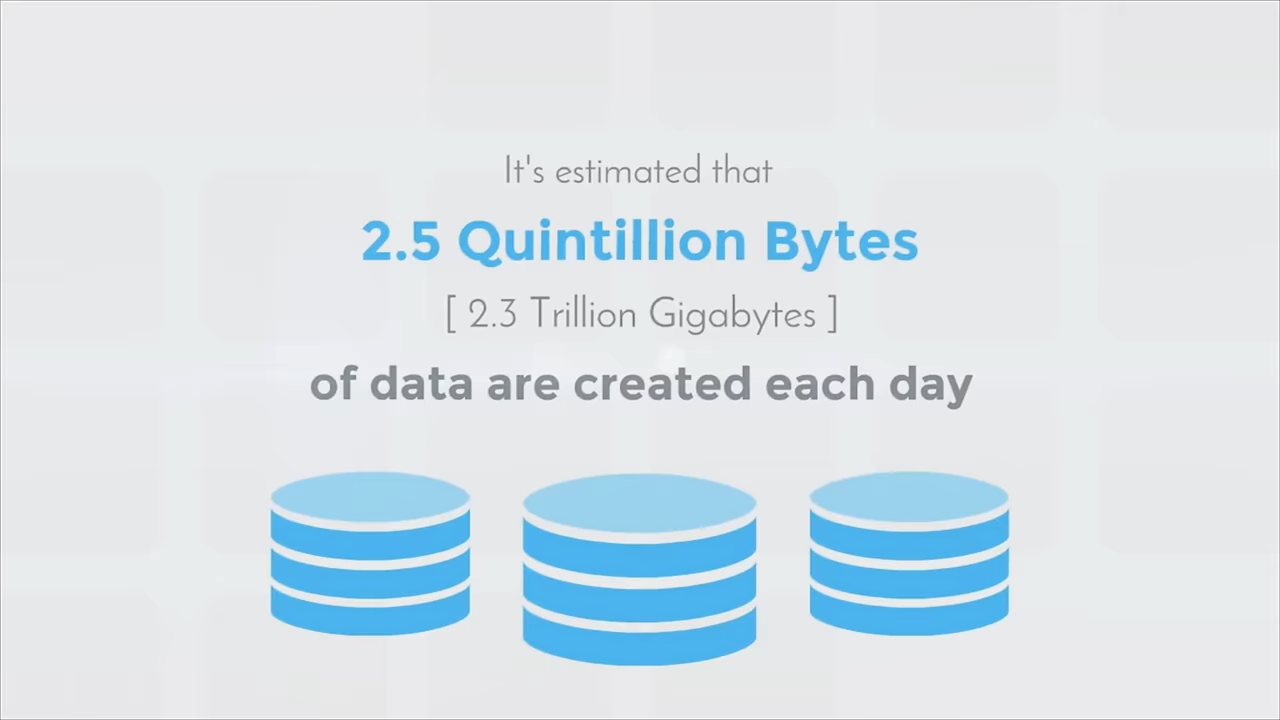 It's estimated that
2.5 Quintillion Bytes
[ 2.3 Trillion Gigabytes ]
of data are created each day